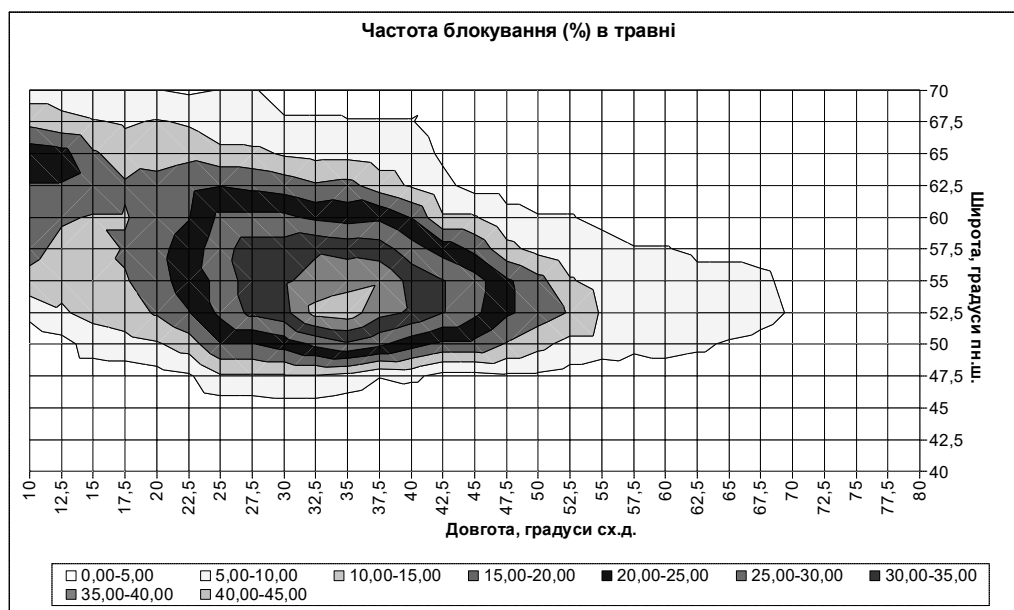 Частота блокування (%) в травні
70
67,5
65
62,5
60
57,5
55
52,5
50
47,5
45
42,5
40
Широта, градуси пн.ш.
10 12,5 15 17,5 20 22,5 25 27,5 30 32,5 35 37,5 40 42,5 45 47,5 50 52,5 55 57,5 60 62,5 65 67,5 70 72,5 75 77,5 80
Довгота, градуси сх.д.
0,00-5,00 5,00-10,00 10,00-15,00 15,00-20,00 20,00-25,00 25,00-30,00 30,00-35,00
35,00-40,00 40,00-45,00